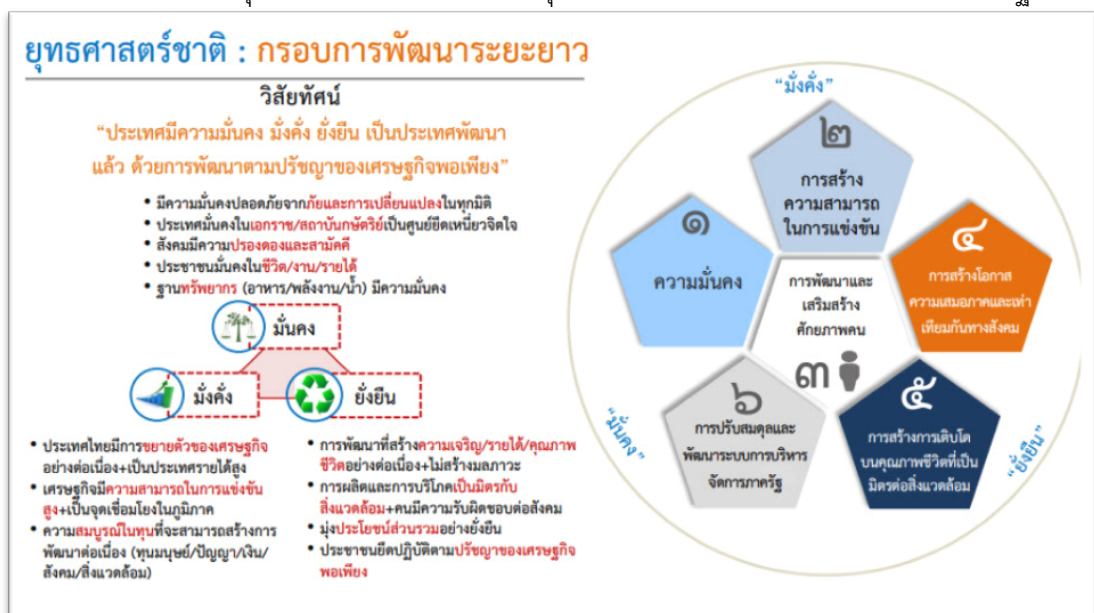 ยุทธศาสตร์ชาติ : กรอบการพัฒนาระยะยาว
วิสัยทัศน์
“ประเทศมีความมั่นคง มั่งคั่ง ยั่งยืน เป็นประเทศพัฒนา
แล้ว ด้วยการพัฒนาตามปรัชญาของเศรษฐกิจพอเพียง”
• มีความมั่นคงปลอดภัยจากภัยและการเปลี่ยนแปลงในทุกมิติ
• ประเทศมั่นคงในเอกราช/สถาบันกษัตริย์เป็นศูนย์ยึดเหนี่ยวจิตใจ
• สังคมมีความปรองดองและสามัคคี
• ประชาชนมั่นคงในชีวิต/งาน/รายได้
• ฐานทรัพยากร (อาหาร/พลังงาน/น้ำ) มีความมั่นคง
มั่นคง
มั่งคั่ง
ยั่งยืน
• ประเทศไทยมีการขยายตัวของเศรษฐกิจ
อย่างต่อเนื่อง+เป็นประเทศรายได้สูง
• เศรษฐกิจมีความสามารถในการแข่งขัน
สูง+เป็นจุดเชื่อมโยงในภูมิภาค
• ความสมบูรณ์ในทุนที่จะสามารถสร้างการ
พัฒนาต่อเนื่อง (ทุนมนุษย์/ปัญญา/เงิน/
สังคม/สิ่งแวดล้อม)
• การพัฒนาที่สร้างความเจริญ/รายได้/คุณภาพ
ชีวิตอย่างต่อเนื่อง+ไม่สร้างมลภาวะ
• การผลิตและการบริโภคเป็นมิตรกับ
สิ่งแวดล้อม+คนมีความรับผิดชอบต่อสังคม
• มุ่งประโยชน์ส่วนรวมอย่างยั่งยืน
• ประชาชนยึดปฏิบัติตามปรัชญาของเศรษฐกิจ
พอเพียง
“มั่งคั่ง”
๒
การสร้าง
ความสามารถ
ในการแข่งขัน
๑
ความมั่นคง
๔
การสร้างโอกาส
ความเสมอภาคและเท่า
เทียมกันทางสังคม
การพัฒนาและ
เสริมสร้าง
ศักยภาพคน
๓
๖
การปรับสมดุลและ
พัฒนาระบบการบริหาร
จัดการภาครัฐ
๕
การสร้างการเติบโต
บนคุณภาพชีวิตที่เป็น
มิตรต่อสิ่งแวดล้อม
“มั่นคง”
“ยั่งยืน”